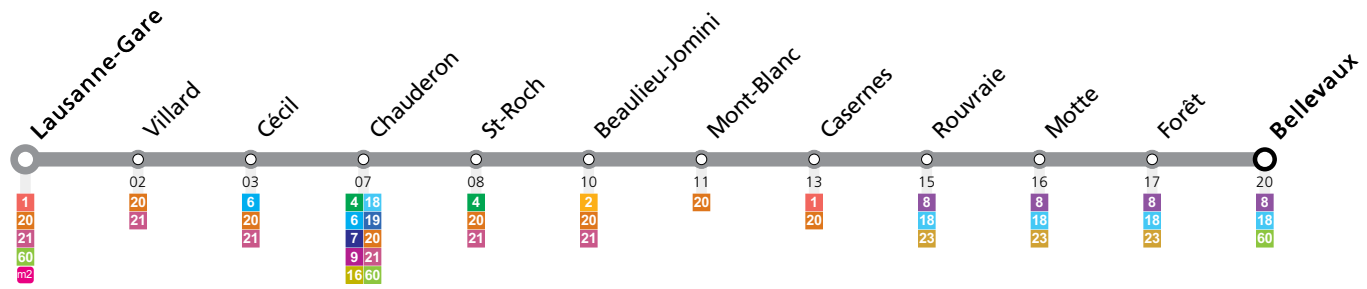 Lausanne-Gare
Villard
Cécil
Chauderon
St-Roch
Beaulieu-Jomini
Mont-Blanc
Casernes
Rouvraie
Motte
Forêt
Bellevaux
02 03 07 08 10 11 13 15 16 17 20
1 20 6 4 18 4 2 20 1 8 8 8 8
20 21 20 6 19 20 20 20 18 18 18 18
21 21 7 20 21 21 23 23 23 60
60 9 21
m2 16 60